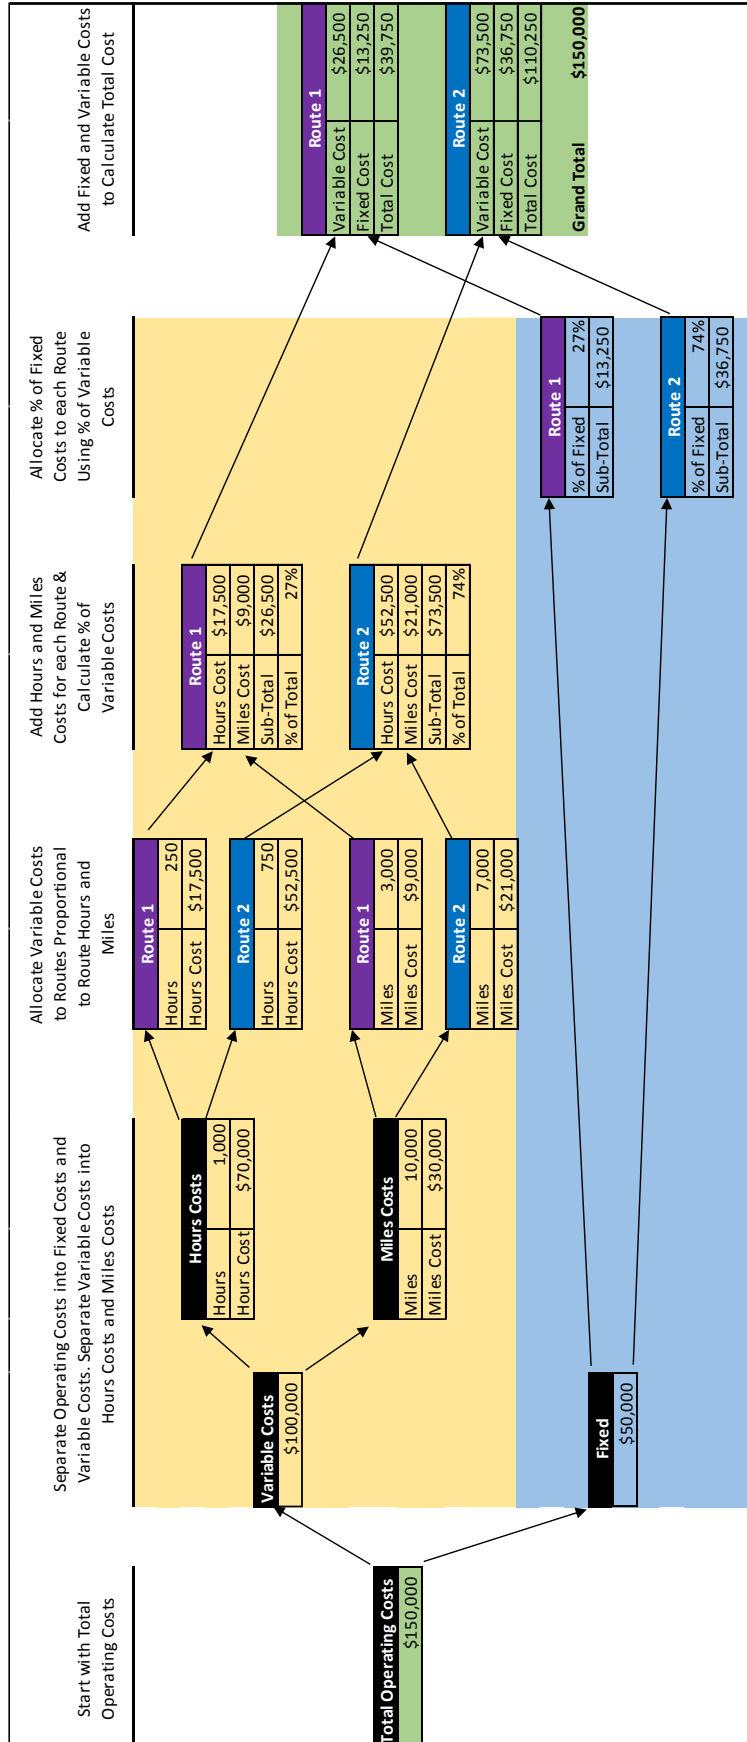 Start with Total
Operating Costs
Total Operating Costs
$150,000
Separate Operating Costs into Fixed Costs and
Variable Costs. Separate Variable Costs into
Hours Costs and Miles Costs
Variable Costs
$100,000
Fixed
$50,000
Hours Costs
Hours 1,000
Hours Cost $70,000
Miles Costs
Miles 10,000
Miles Cost $30,000
Allocate Variable Costs
to Routes Proportional
to Route Hours and
Miles
Route 1
Hours 250
Hours Cost $17,500
Route 2
Hours 750
Hours Cost $52,500
Route 1
Miles 3,000
Miles Cost $9,000
Route 2
Miles 7,000
Miles Cost $21,000
Add Hours and Miles
Costs for each Route &
Calculate % of
Variable Costs
Route 1
Hours Cost $17,500
Miles Cost $9,000
Sub-Total $26,500
% of Total 27%
Route 2
Hours Cost $52,500
Miles Cost $21,000
Sub-Total $73,500
% of Total 74%
Allocate % of Fixed
Costs to each Route
Using % of Variable
Costs
Route 1
% of Fixed 27%
Sub-Total $13,250
Route 2
% of Fixed 74%
Sub-Total $36,750
Add Fixed and Variable Costs
to Calculate Total Cost
Route 1
Variable Cost $26,500
Fixed Cost $13,250
Total Cost $39,750
Route 2
Variable Cost $73,500
Fixed Cost $36,750
Total Cost $110,250
Grand Total $150,000